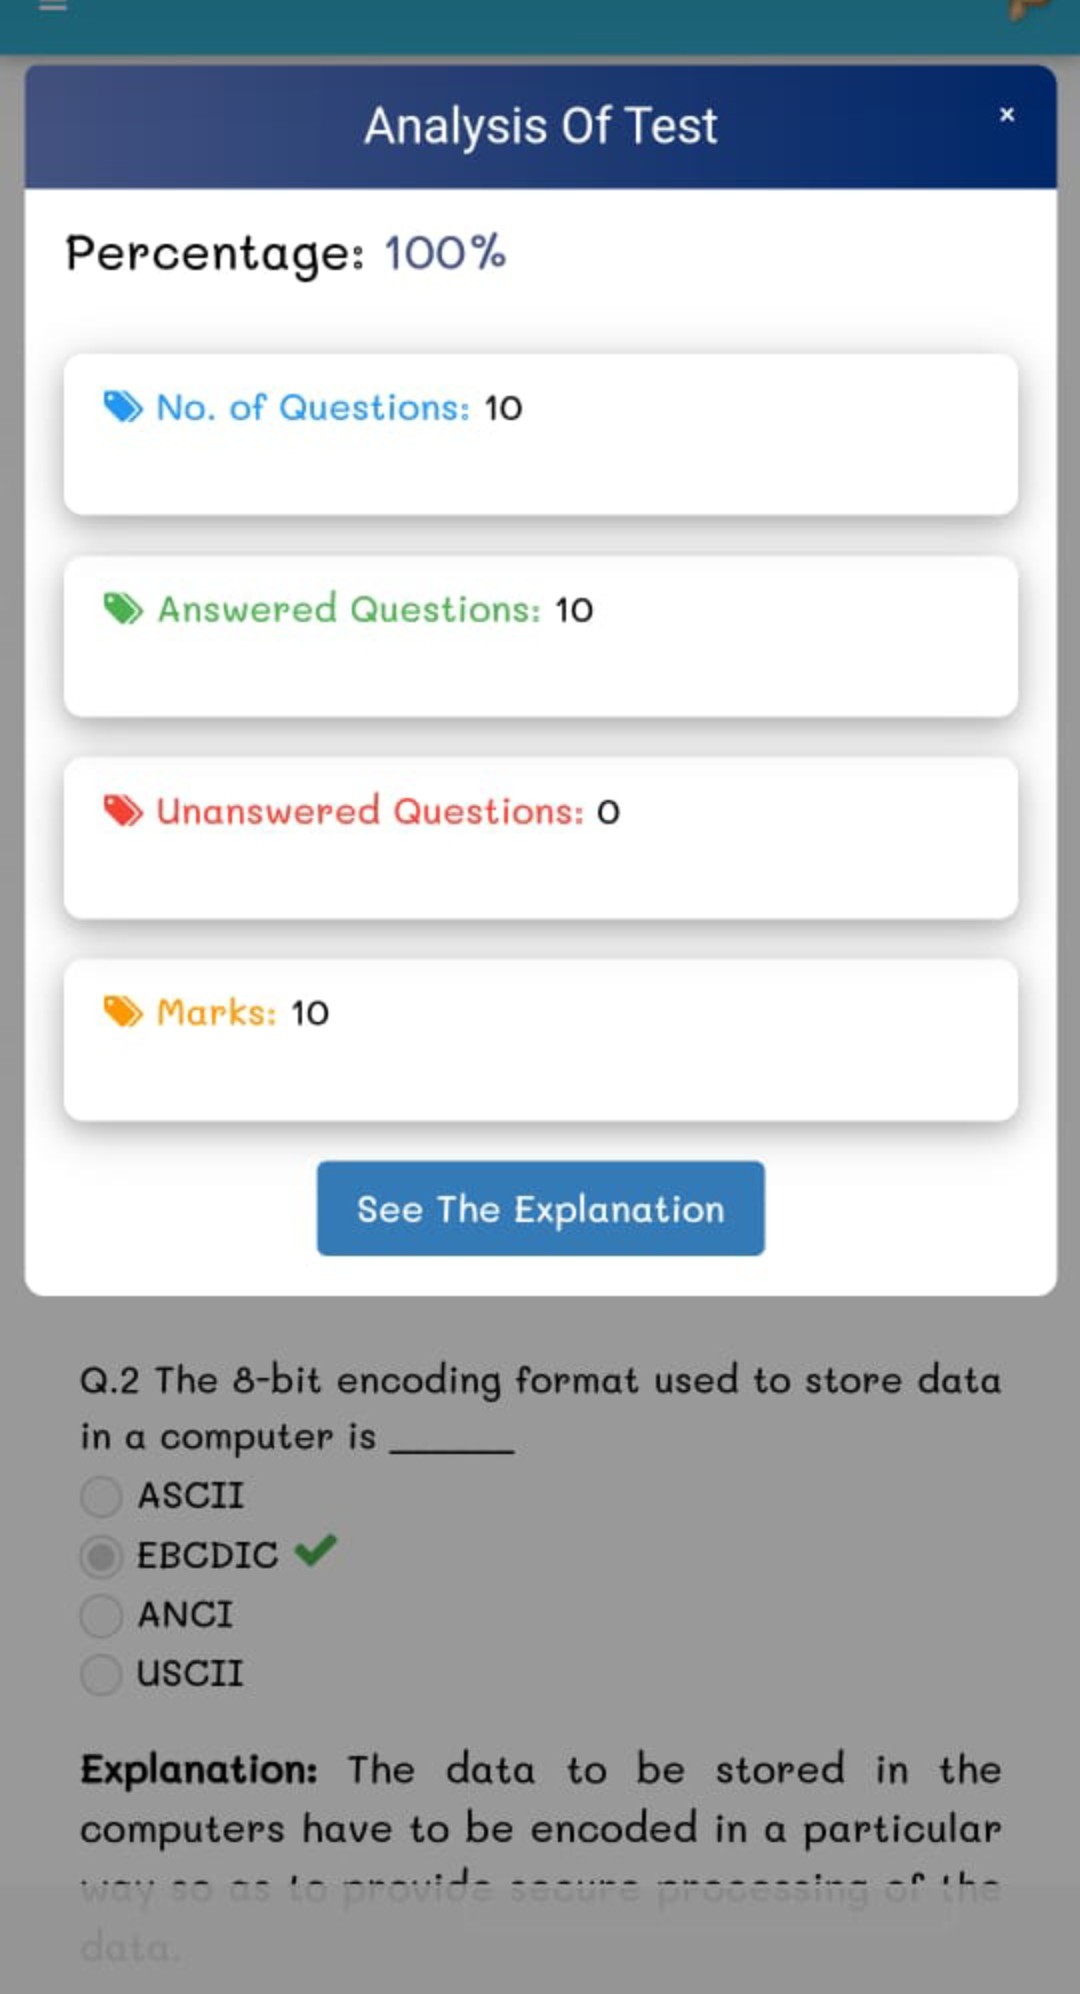 Analysis Of Test ×
Percentage: 100%
No. of Questions: 10
Answered Questions: 10
Unanswered Questions: 0
Marks: 10
See The Explanation
Q.2 The 8-bit encoding format used to store data
in a computer is ______
ASCII
EBCDIC
ANCI
USCII
Explanation: The data to be stored in the
computers have to be encoded in a particular
way so as to provide secure processing of the
data.